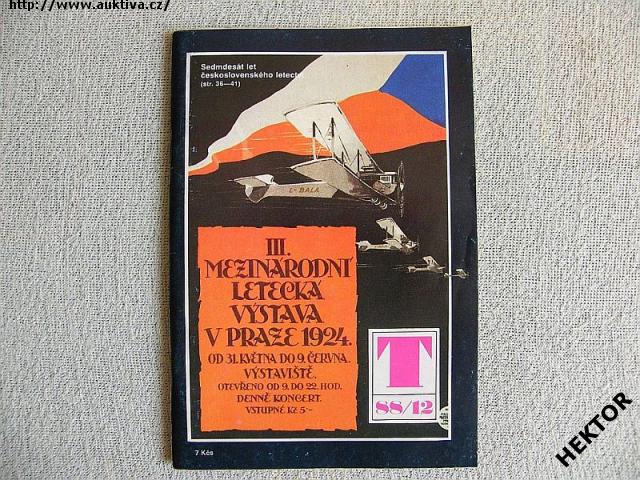 http://www.auktiva.cz/
Sedmdesát let
československého letectví
(str. 36—41)
L-BALA
III.
MEZINÁRODNÍ
LETECKÁ
VÝSTAVA
V PRAZE 1924.
OD 31. KVĚTNA DO 9. ČERVNA.
VÝSTAVIŠTĚ.
OTEVŘENO OD 9. DO 22. HOD.
DENNĚ KONCERT.
VSTUPNÉ Kč 5·-
T
88/12
7 Kčs
HEKTOR